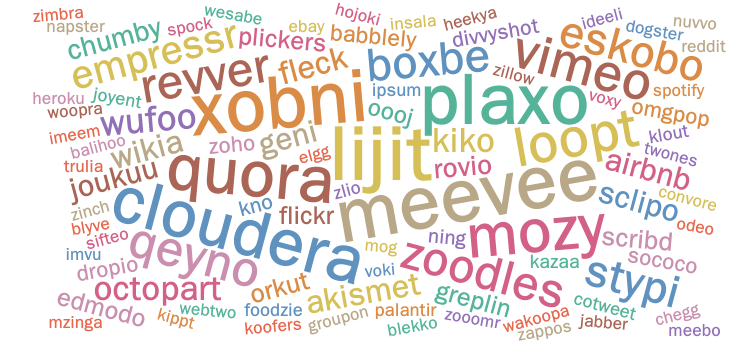 zimbra
napster
spock
wesabe
hojoki
insala
heekya
ideeli
nuvvo
chumby
empressr
plickers
ebay
babblely
divvyshot
eskobo
dogster
reddit
revver
fleck
boxbe
vimeo
zillow
heroku
joyent
woopra
wufoo
xobni
ipsum
oooj
plaxo
voxy
spotify
omgpop
imeem
balihoo
wikia
zoho
geni
lijit
kiko
loopt
klout
twones
trulia
joukuu
quora
elgg
zlio
rovio
airbnb
convore
zinch
blyve
sifteo
cloudera
kno
flickr
meevee
sclipo
odeo
imvu
qeyno
mog
ning
mozy
scribd
sococo
dropio
octopart
orkut
voki
zoodles
kazaa
stypi
edmodo
akismet
greplin
mzinga
kippt
webtwo
foodzie
koofers
groupon
palantir
blekko
zooomr
wakoopa
zappos
cotweet
jabber
chegg
meebo